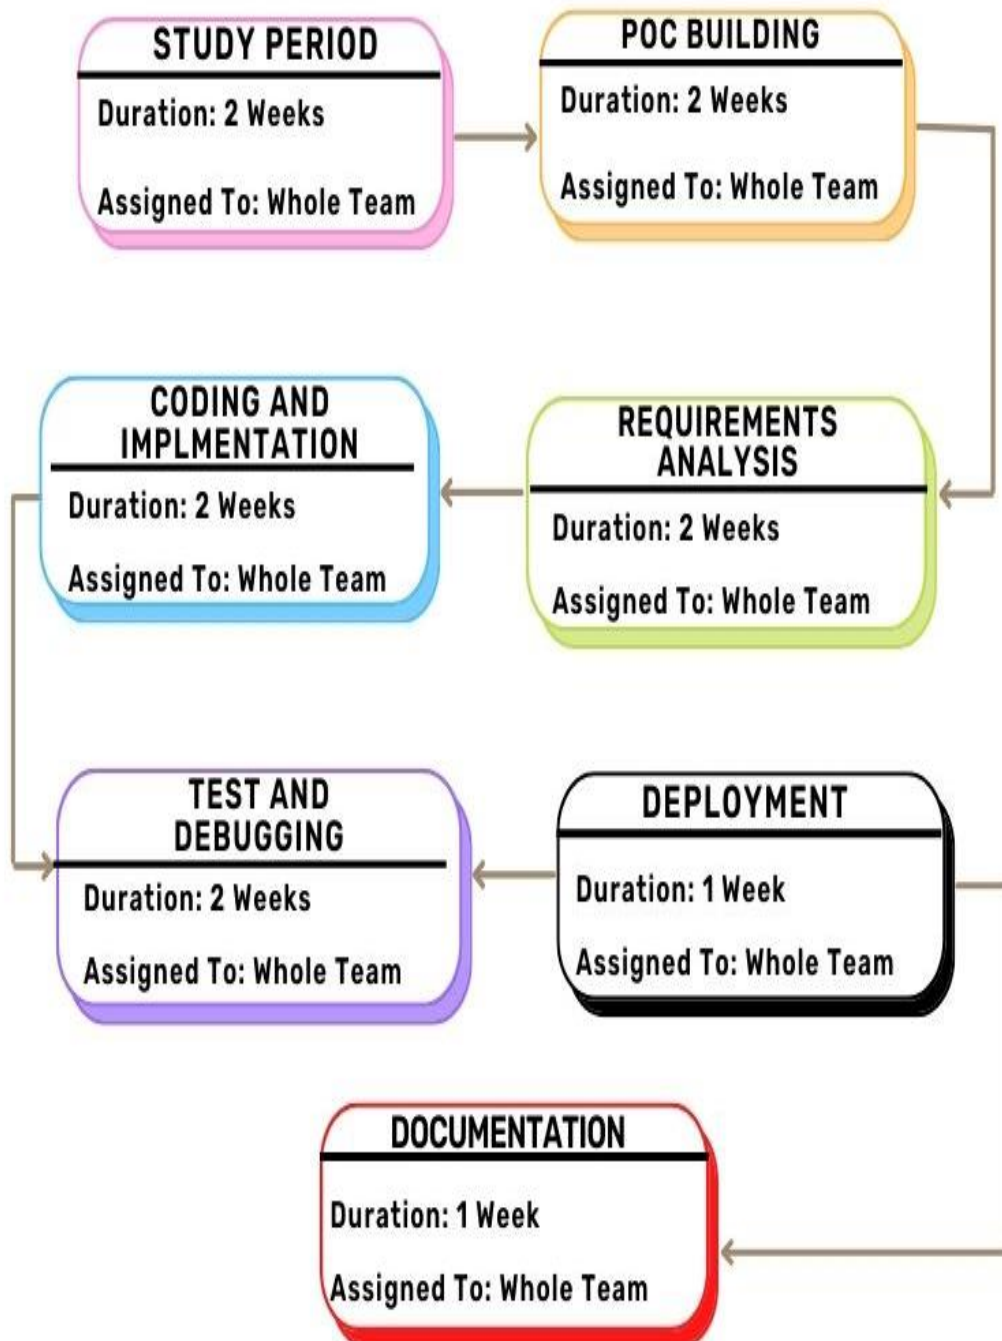 STUDY PERIOD
Duration: 2 Weeks
Assigned To: Whole Team
POC BUILDING
Duration: 2 Weeks
Assigned To: Whole Team
REQUIREMENTS
ANALYSIS
Duration: 2 Weeks
Assigned To: Whole Team
CODING AND
IMPLMENTATION
Duration: 2 Weeks
Assigned To: Whole Team
TEST AND
DEBUGGING
Duration: 2 Weeks
Assigned To: Whole Team
DEPLOYMENT
Duration: 1 Week
Assigned To: Whole Team
DOCUMENTATION
Duration: 1 Week
Assigned To: Whole Team